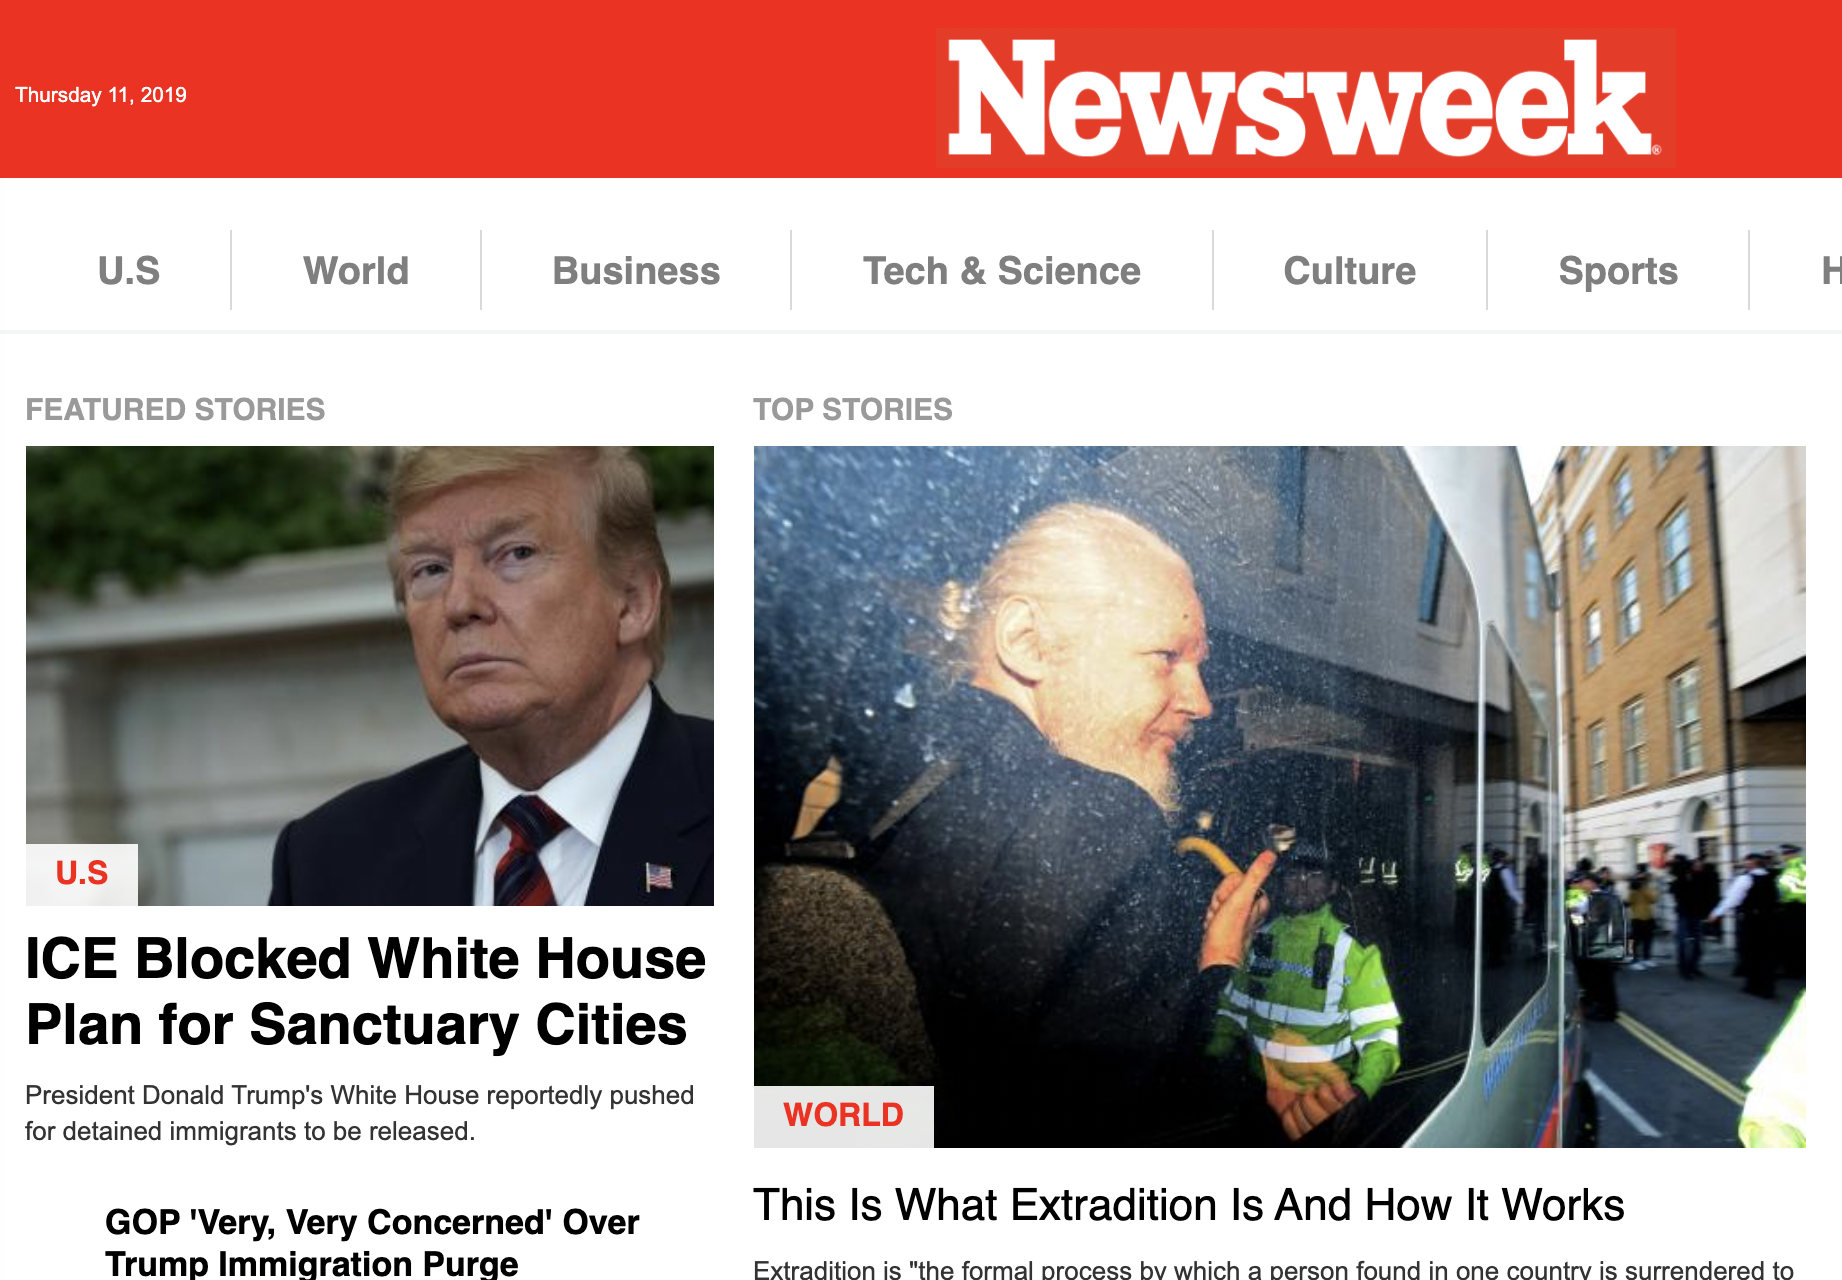 Thursday 11, 2019
Newsweek
U.S
World
Business
Tech & Science
Culture
Sports
H
FEATURED STORIES
U.S
ICE Blocked White House
Plan for Sanctuary Cities
President Donald Trump's White House reportedly pushed
for detained immigrants to be released.
GOP 'Very, Very Concerned' Over
Trump Immigration Purge
TOP STORIES
WORLD
This Is What Extradition Is And How It Works
Extradition is "the formal process by which a person found in one country is surrendered to